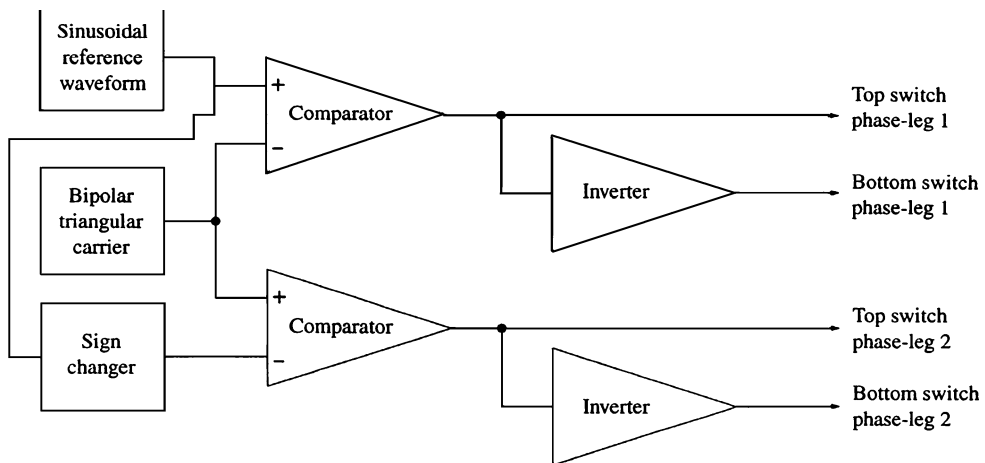 Sinusoidal
reference
waveform
+
Comparator
−
Top switch
phase-leg 1
Inverter
Bottom switch
phase-leg 1
Bipolar
triangular
carrier
+
Comparator
−
Top switch
phase-leg 2
Sign
changer
Inverter
Bottom switch
phase-leg 2